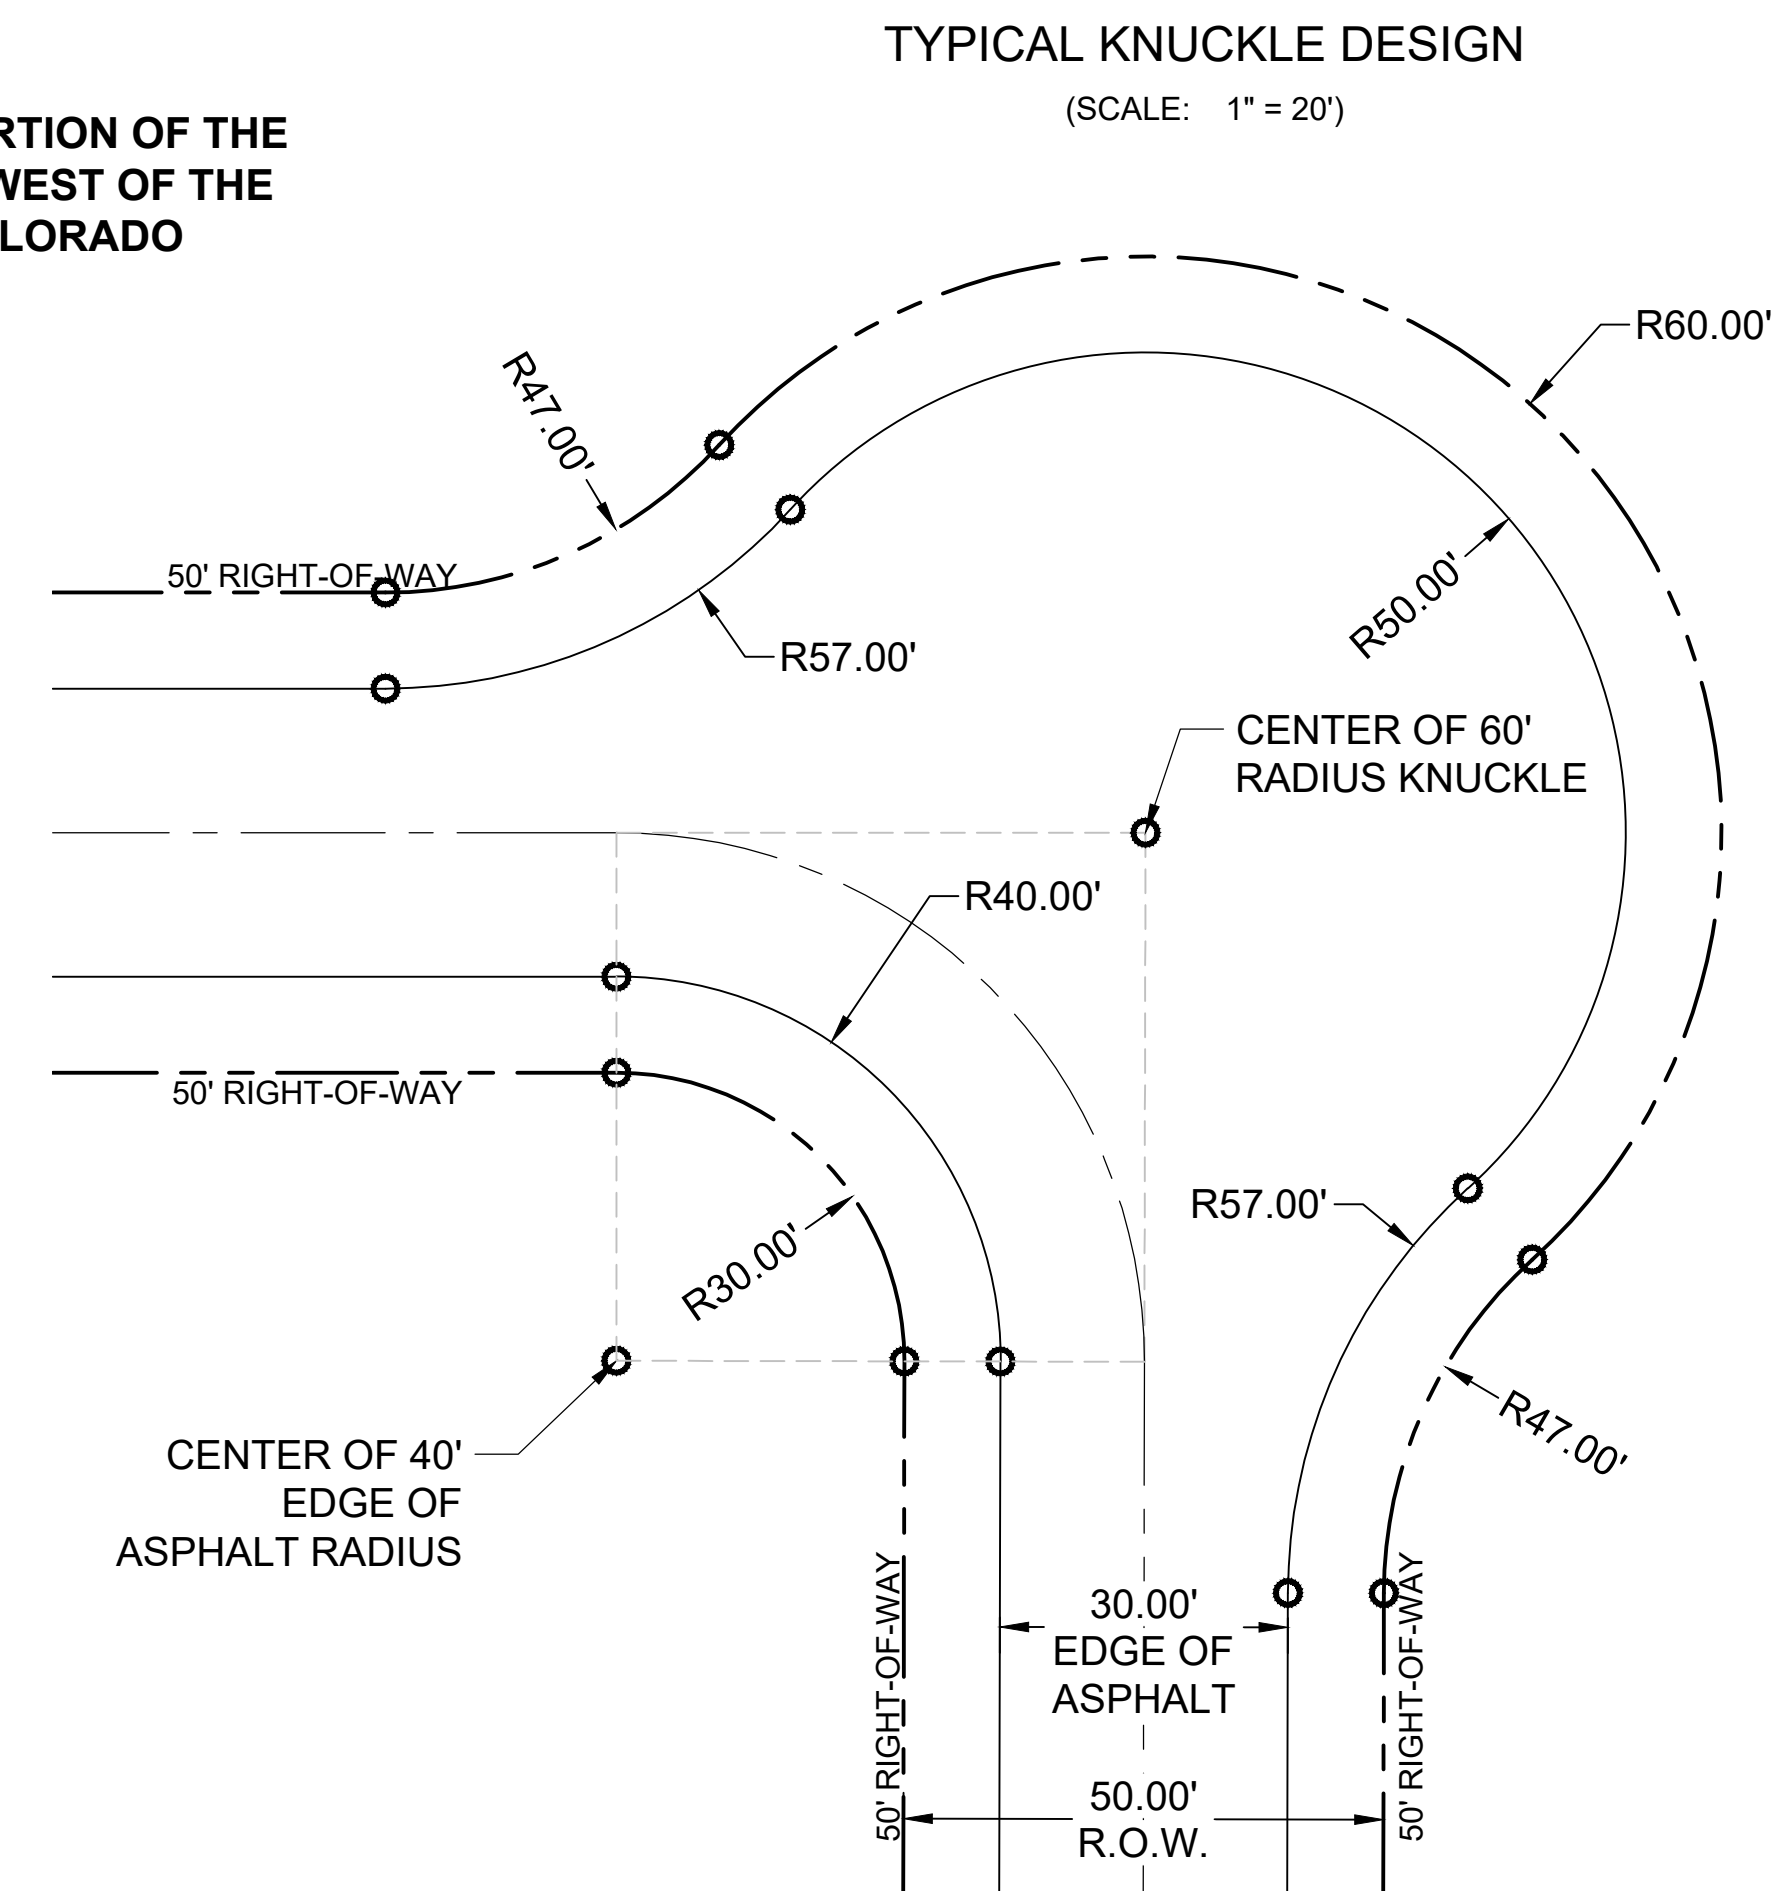 TYPICAL KNUCKLE DESIGN
(SCALE: 1" = 20')
RTION OF THE
WEST OF THE
LORADO
R60.00'
R47.00'
50' RIGHT-OF-WAY
R50.00'
R57.00'
CENTER OF 60'
RADIUS KNUCKLE
R40.00'
50' RIGHT-OF-WAY
R57.00'
R30.00'
R47.00'
CENTER OF 40'
EDGE OF
ASPHALT RADIUS
50' RIGHT-OF-WAY
30.00'
EDGE OF
ASPHALT
50' RIGHT-OF-WAY
50.00'
R.O.W.